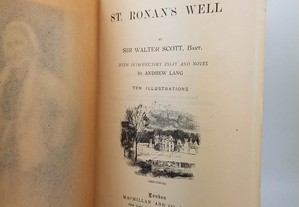 ST. RONAN'S WELL
BY
SIR WALTER SCOTT, Bart.
WITH INTRODUCTORY ESSAY AND NOTES
BY ANDREW LANG
TEN ILLUSTRATIONS
London
MACMILLAN AND CO